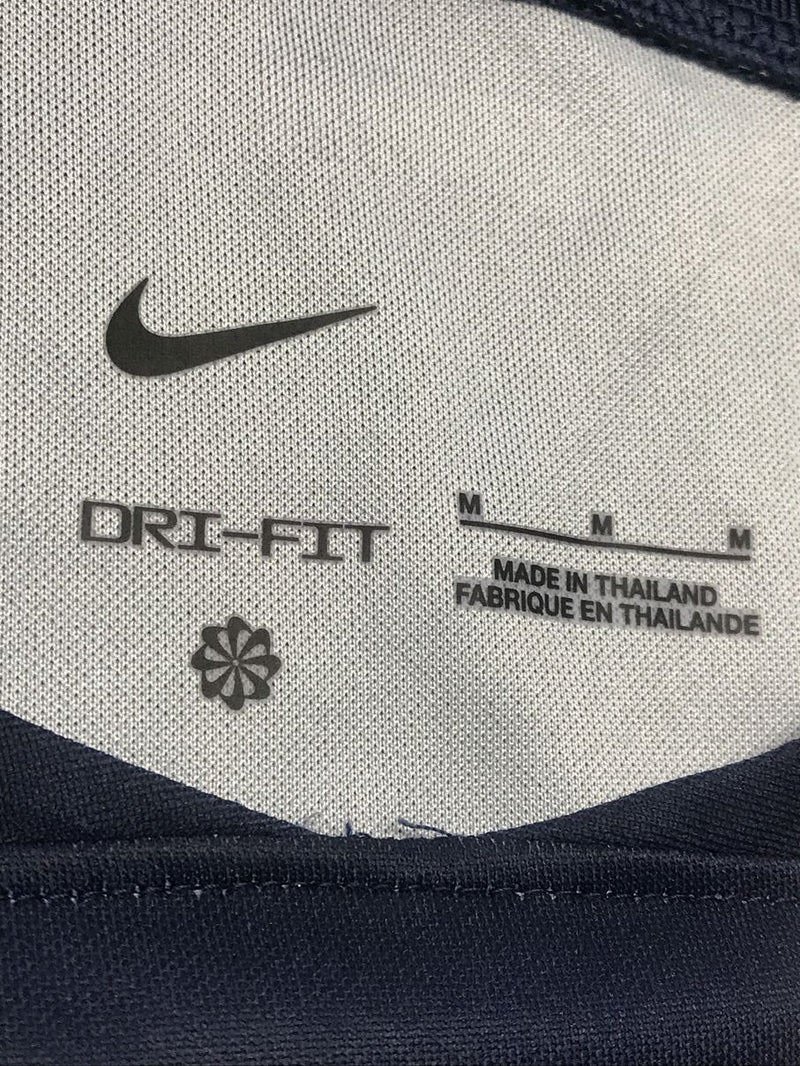 DRI-FIT
M M M
MADE IN THAILAND
FABRIQUE EN THAILANDE